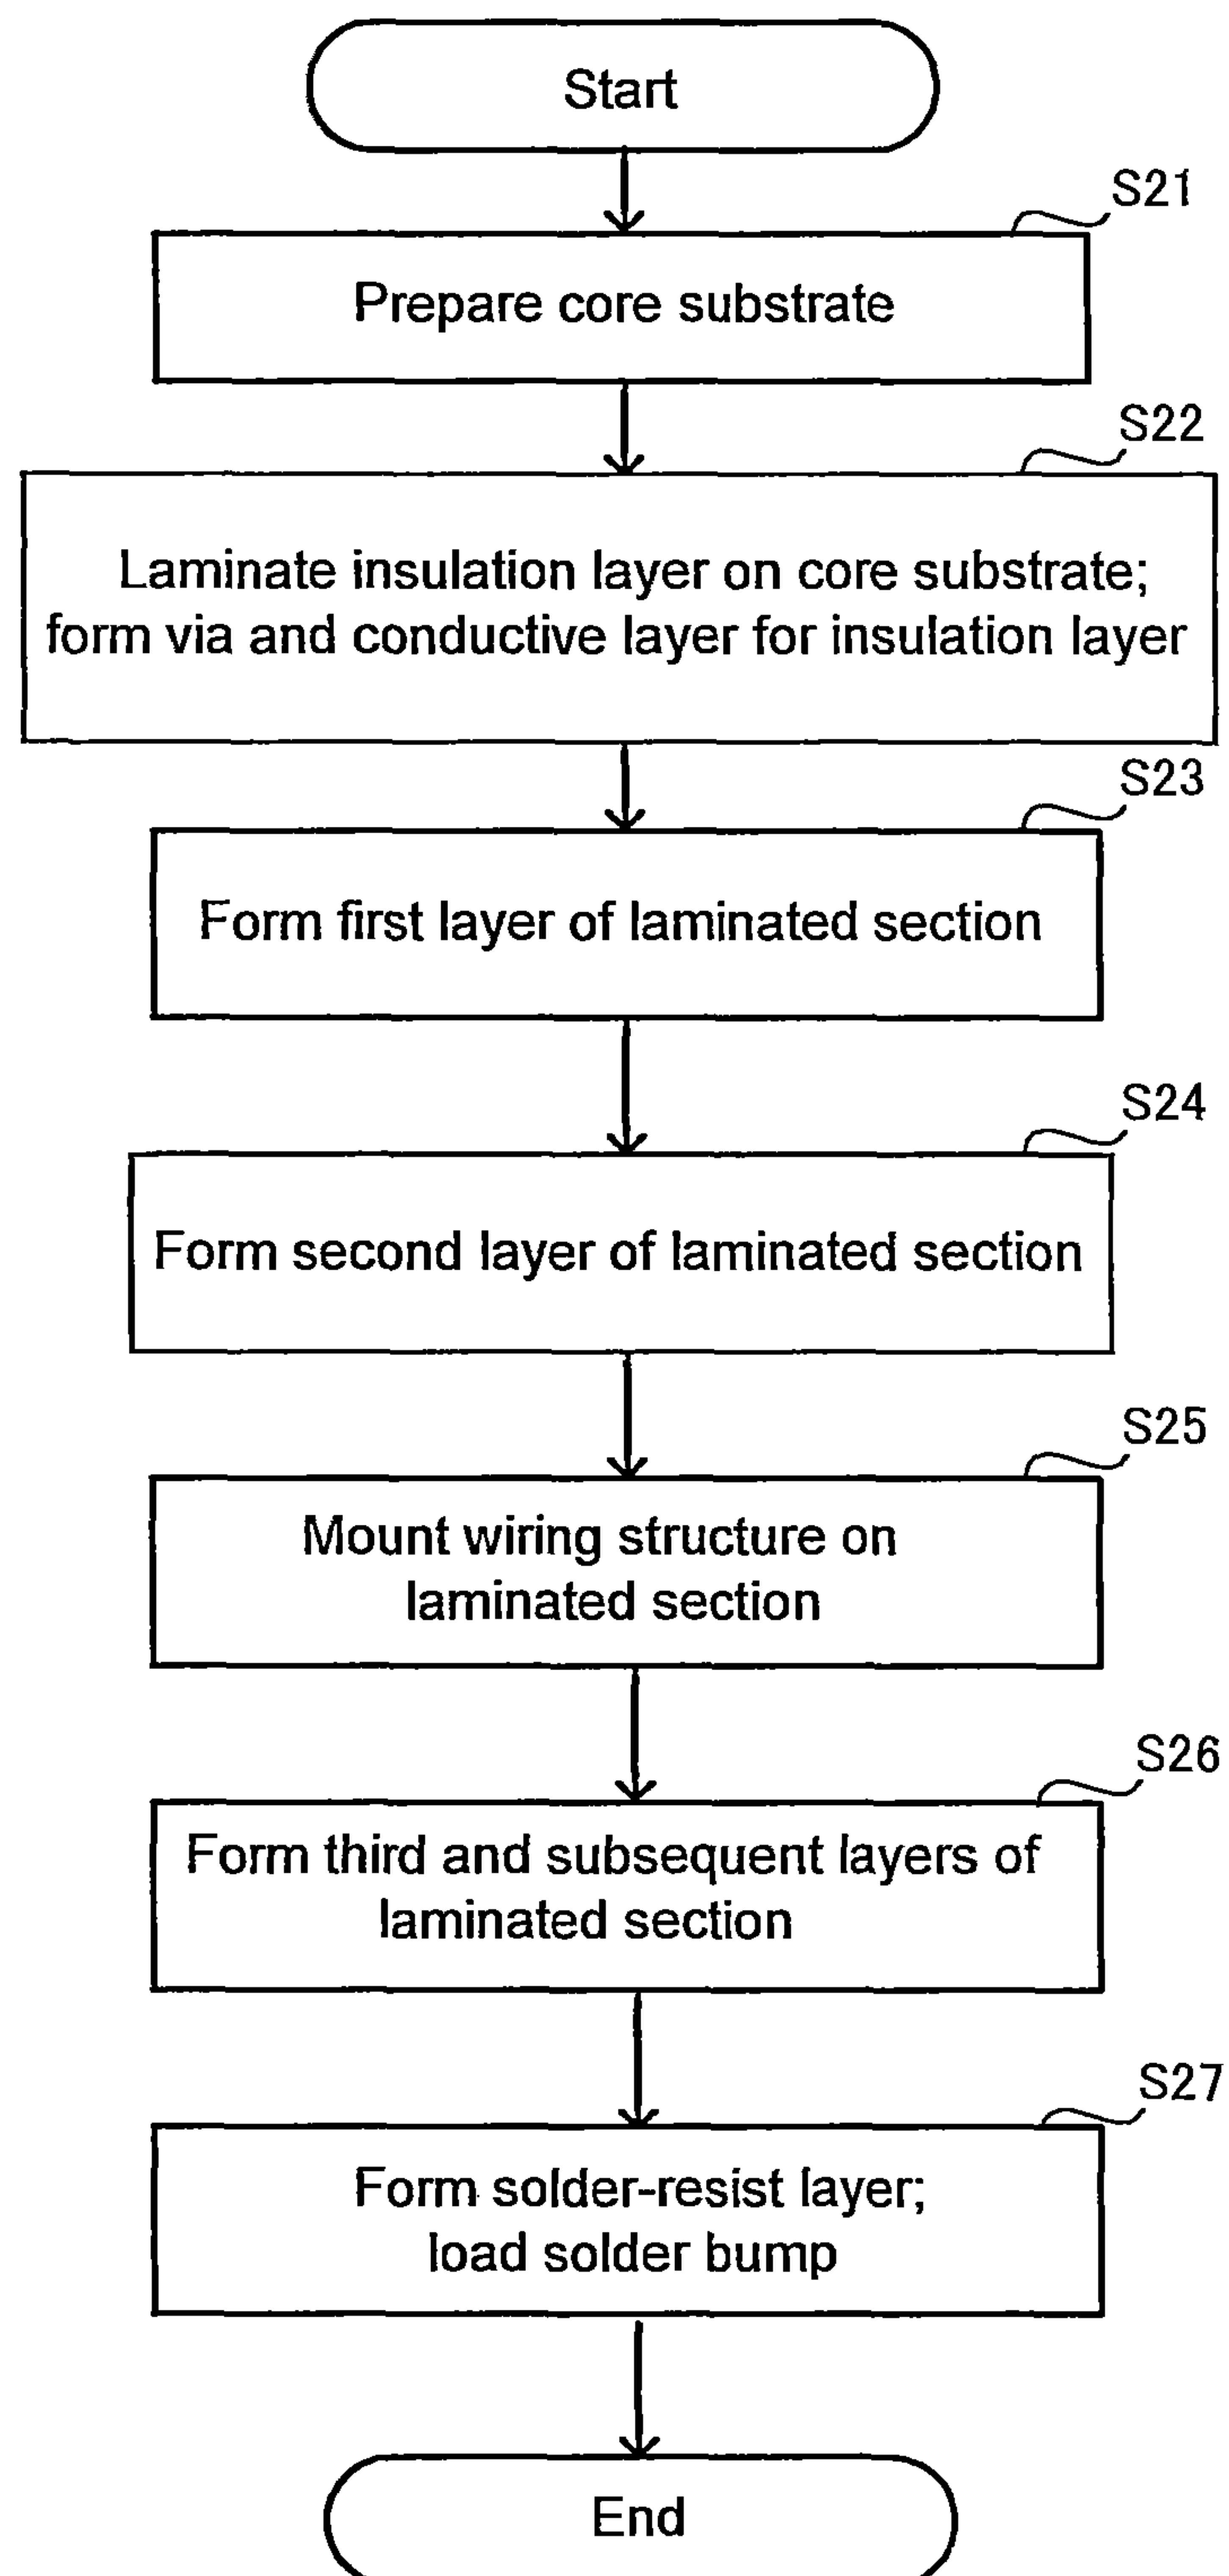 Start
S21
Prepare core substrate
S22
Laminate insulation layer on core substrate;
form via and conductive layer for insulation layer
S23
Form first layer of laminated section
S24
Form second layer of laminated section
S25
Mount wiring structure on
laminated section
S26
Form third and subsequent layers of
laminated section
S27
Form solder-resist layer;
load solder bump
End